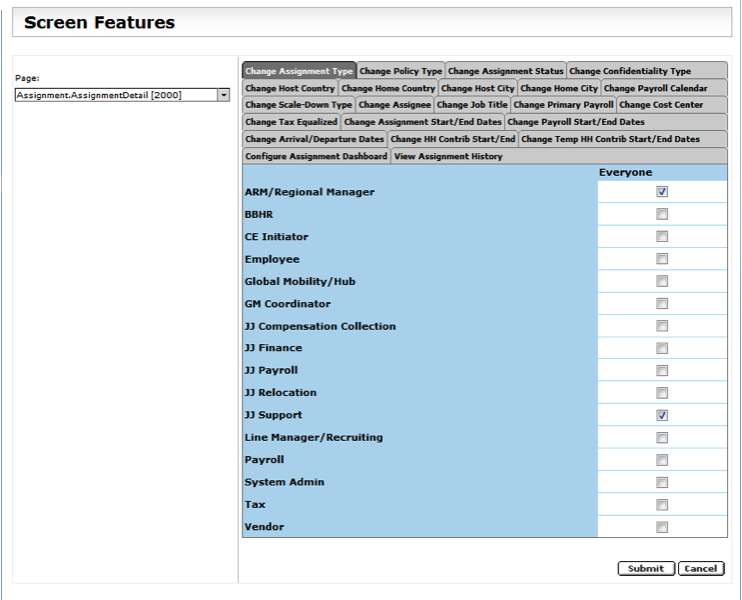 Screen Features
Page:
Assignment.AssignmentDetail [2000]
Change Assignment Type Change Policy Type Change Assignment Status Change Confidentiality Type
Change Host Country Change Home Country Change Host City Change Home City Change Payroll Calendar
Change Scale-Down Type Change Assignee Change Job Title Change Primary Payroll Change Cost Center
Change Tax Equalized Change Assignment Start/End Dates Change Payroll Start/End Dates
Change Arrival/Departure Dates Change HH Contrib Start/End Change Temp HH Contrib Start/End Dates
Configure Assignment Dashboard View Assignment History
Everyone
ARM/Regional Manager
BBHR
CE Initiator
Employee
Global Mobility/Hub
GM Coordinator
JJ Compensation Collection
JJ Finance
JJ Payroll
JJ Relocation
JJ Support
Line Manager/Recruiting
Payroll
System Admin
Tax
Vendor
Submit Cancel